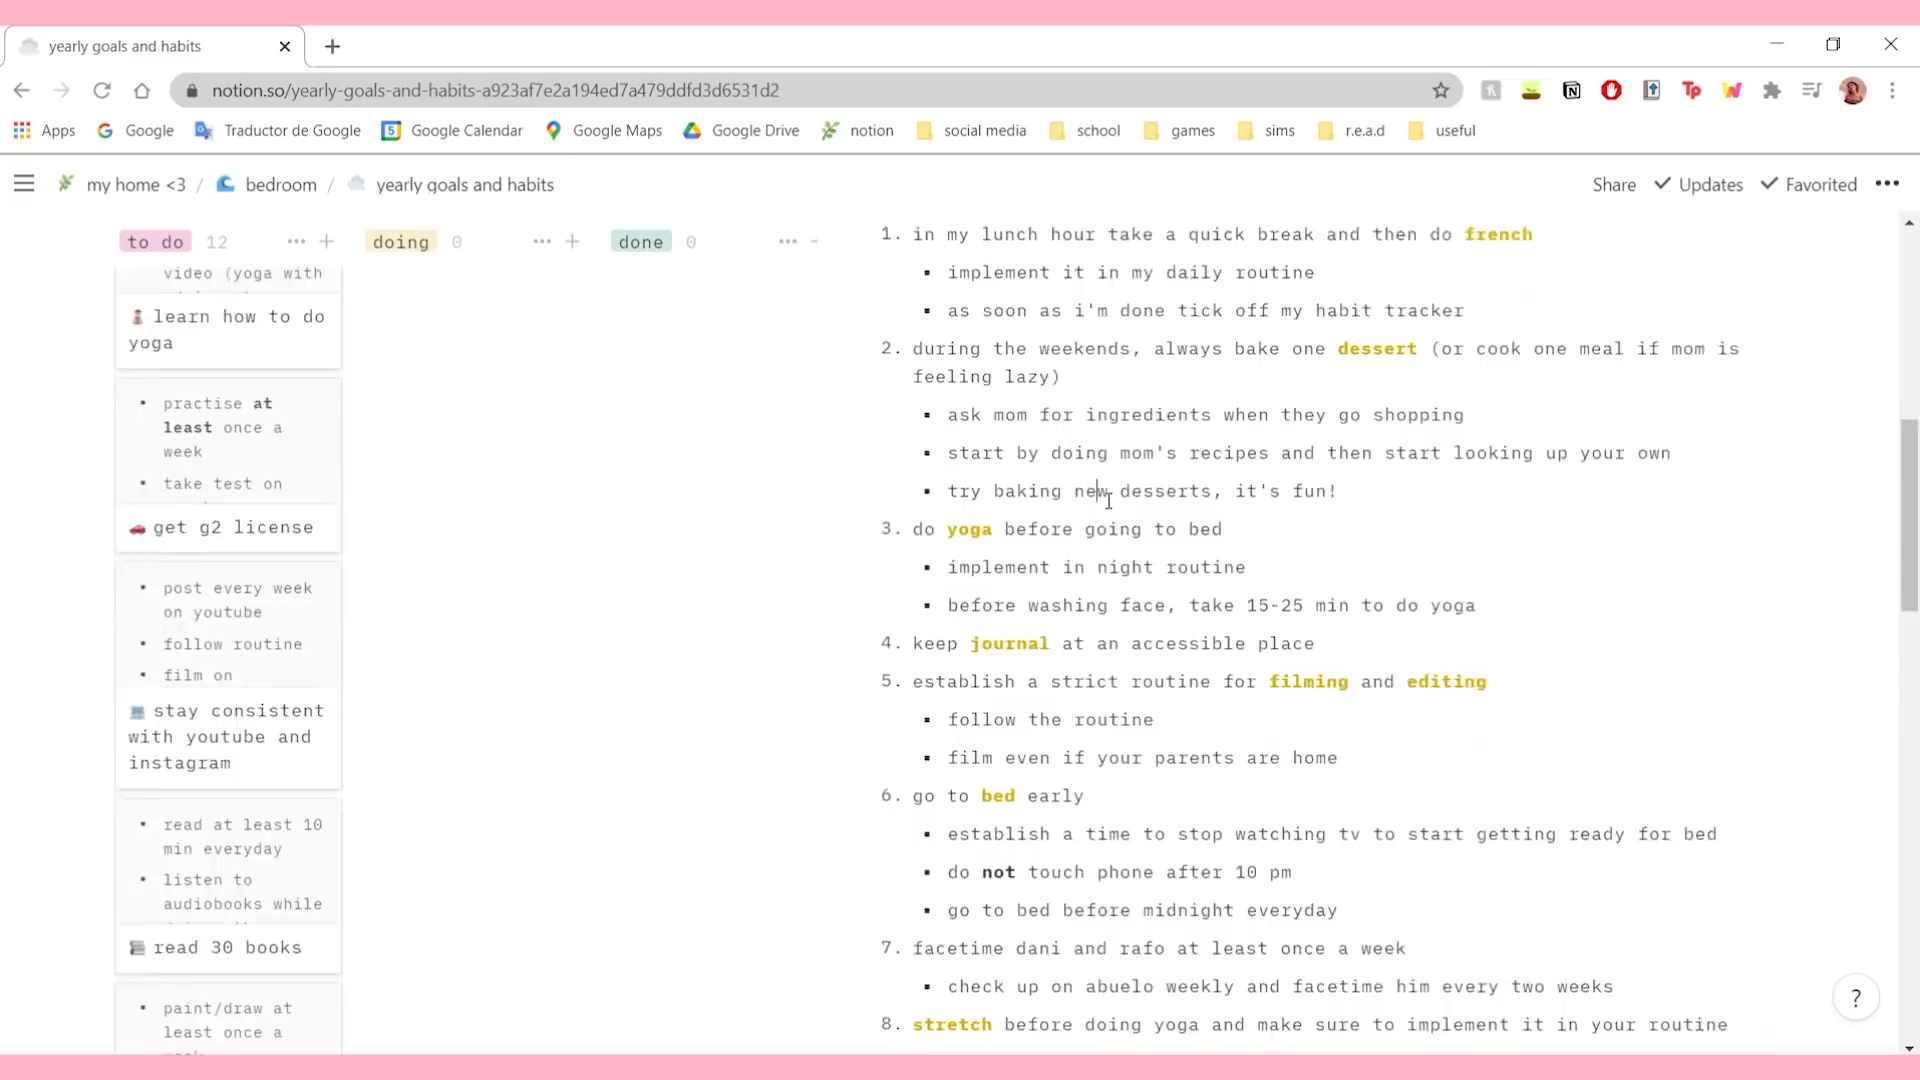 yearly goals and habits
notion.so/yearly-goals-and-habits-a923af7e2a194ed7a479ddfd3d6531d2
Apps Google Traductor de Google Google Calendar Google Maps Google Drive notion social media school games sims r.e.a.d useful
my home <3 / bedroom / yearly goals and habits
Share Updates Favorited
to do 12
doing 0
done 0
video (yoga with
learn how to do
yoga
practise at
least once a
week
take test on
get g2 license
post every week
on youtube
follow routine
film on
stay consistent
with youtube and
instagram
read at least 10
min everyday
listen to
audiobooks while
read 30 books
paint/draw at
least once a
1. in my lunch hour take a quick break and then do french
implement it in my daily routine
as soon as i'm done tick off my habit tracker
2. during the weekends, always bake one dessert (or cook one meal if mom is
feeling lazy)
ask mom for ingredients when they go shopping
start by doing mom's recipes and then start looking up your own
try baking new desserts, it's fun!
3. do yoga before going to bed
implement in night routine
before washing face, take 15-25 min to do yoga
4. keep journal at an accessible place
5. establish a strict routine for filming and editing
follow the routine
film even if your parents are home
6. go to bed early
establish a time to stop watching tv to start getting ready for bed
do not touch phone after 10 pm
go to bed before midnight everyday
7. facetime dani and rafo at least once a week
check up on abuelo weekly and facetime him every two weeks
8. stretch before doing yoga and make sure to implement it in your routine
?